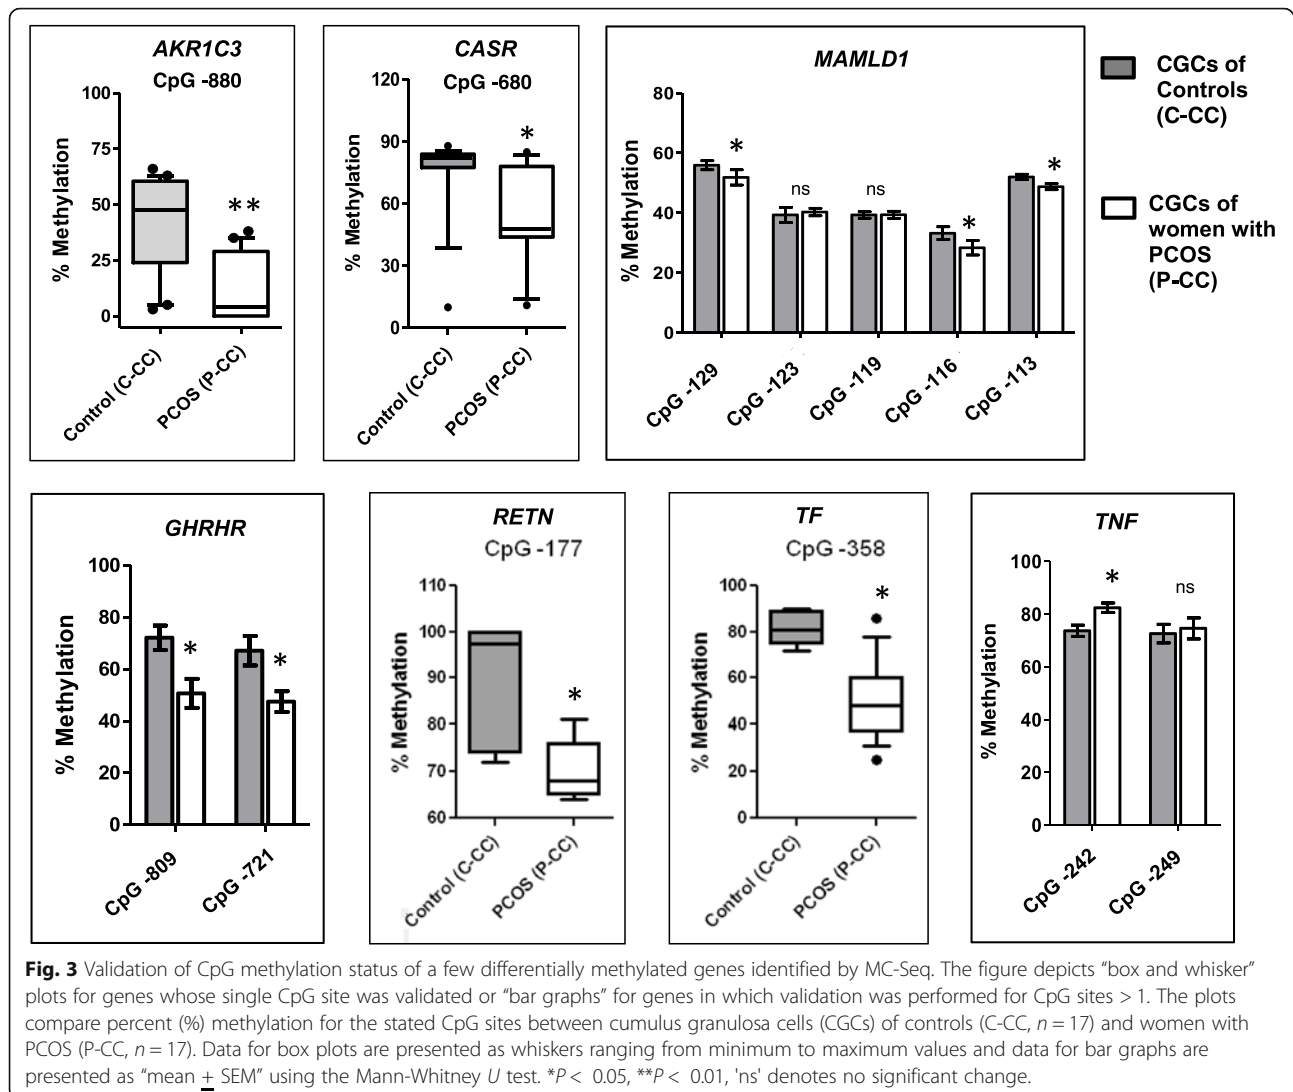 AKR1C3
CpG -880
% Methylation
100
75
50
25
0
**
Control (C-CC)
PCOS (P-CC)
CASR
CpG -680
% Methylation
120
90
60
30
0
*
Control (C-CC)
PCOS (P-CC)
MAMLD1
% Methylation
80
60
40
20
0
*
ns
ns
*
*
CpG -129
CpG -123
CpG -119
CpG -116
CpG -113
CGCs of
Controls
(C-CC)
CGCs of
women with
PCOS
(P-CC)
GHRHR
% Methylation
100
80
60
40
20
0
*
*
CpG -809
CpG -721
RETN
CpG -177
% Methylation
110
100
90
80
70
60
*
Control (C-CC)
PCOS (P-CC)
TF
CpG -358
% Methylation
100
80
60
40
20
0
*
Control (C-CC)
PCOS (P-CC)
TNF
% Methylation
100
80
60
40
20
0
*
ns
CpG -242
CpG -249
Fig. 3 Validation of CpG methylation status of a few differentially methylated genes identified by MC-Seq. The figure depicts “box and whisker”
plots for genes whose single CpG site was validated or “bar graphs” for genes in which validation was performed for CpG sites > 1. The plots
compare percent (%) methylation for the stated CpG sites between cumulus granulosa cells (CGCs) of controls (C-CC, n = 17) and women with
PCOS (P-CC, n = 17). Data for box plots are presented as whiskers ranging from minimum to maximum values and data for bar graphs are
presented as “mean + SEM” using the Mann-Whitney U test. *P < 0.05, **P < 0.01, 'ns' denotes no significant change.